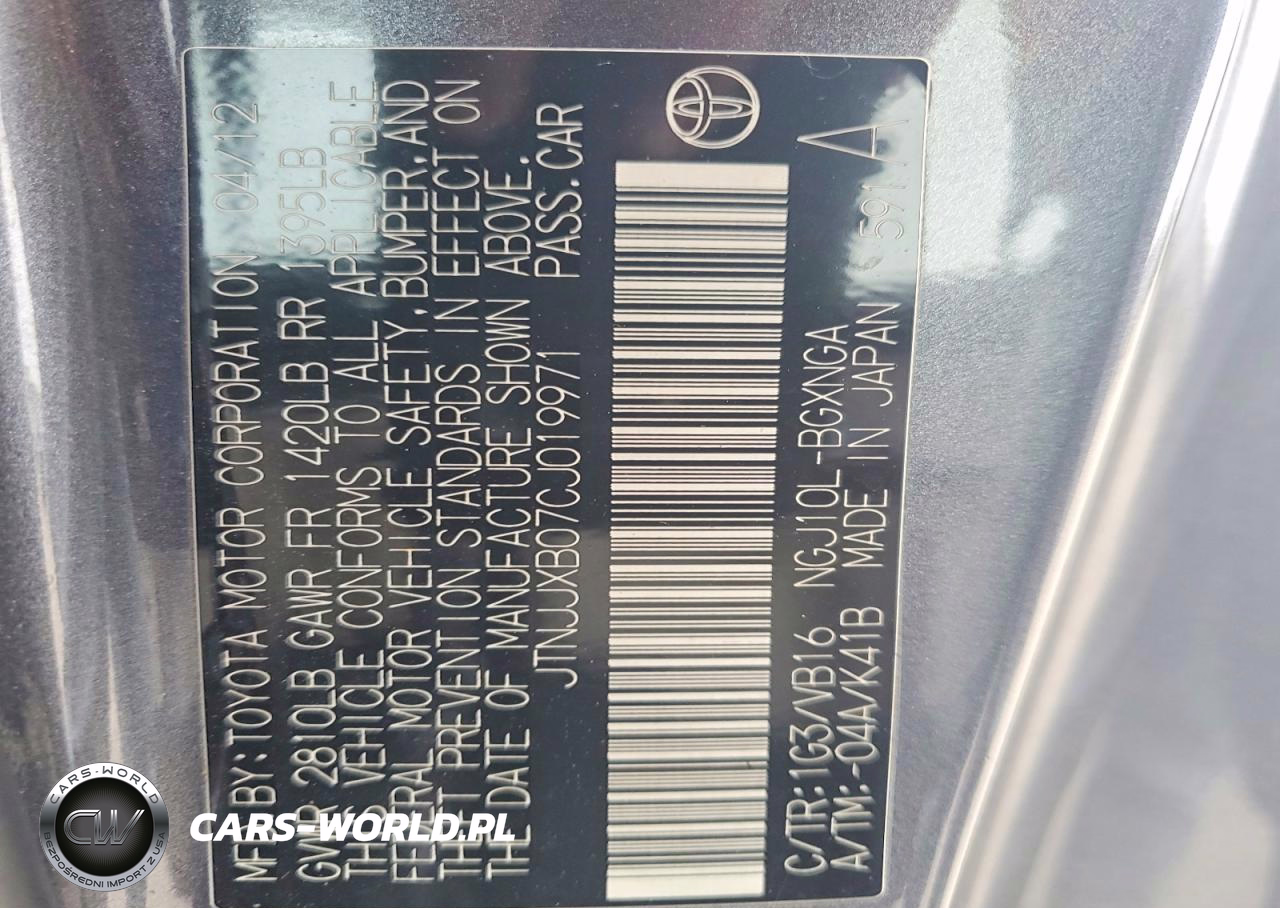 MFD BY:TOYOTA MOTOR CORPORATION 04/12
GVWR 2810LB GAWR FR 1420LB RR 1395LB
THIS VEHICLE CONFORMS TO ALL APPLICABLE
FEDERAL MOTOR VEHICLE SAFETY,BUMPER,AND
THEFT PREVENTION STANDARDS IN EFFECT ON
THE DATE OF MANUFACTURE SHOWN ABOVE.
JTNJJXB07CJ019971 PASS.CAR
C/TR:1G3/VB16 NGJ10L-BGXNGA
A/TM:-04A/K41B MADE IN JAPAN 591 A
CARS-WORLD
CW
BEZPOŚREDNI IMPORT Z USA
CARS-WORLD.PL